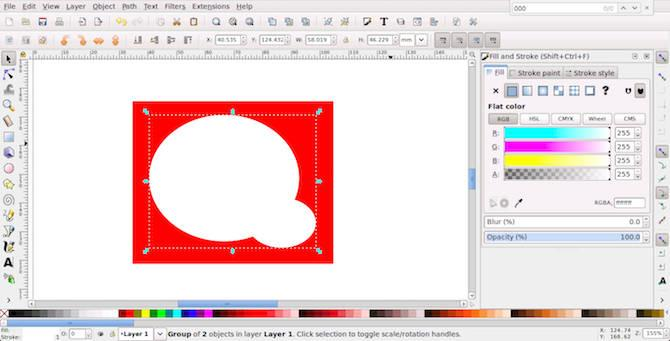 File Edit View Layer Object Path Text Filters Extensions Help
000 0/0
X: 40.535 Y: 124.432 W: 58.019 H: 46.229 mm
Fill and Stroke (Shift+Ctrl+F)
Fill Stroke paint Stroke style
Flat color
RGB HSL CMYK Wheel CMS
R: 255
G: 255
B: 255
A: 255
RGBA:
Blur (%) 0.0
Opacity (%) 100.0
Fill:
Stroke: O: 0 Layer 1 Group of 2 objects in layer Layer 1. Click selection to toggle scale/rotation handles.
X: 124.74
Y: 160.62
Z: 155%